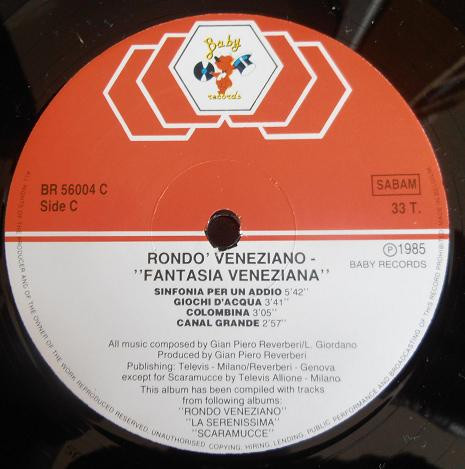 Baby
records
BR 56004 C
Side C
SABAM
33 T.
RONDO' VENEZIANO -
"FANTASIA VENEZIANA"
℗1985
BABY RECORDS
SINFONIA PER UN ADDIO 5'42''
GIOCHI D'ACQUA 3'41''
COLOMBINA 3'05''
CANAL GRANDE 2'57''
All music composed by Gian Piero Reverberi/L. Giordano
Produced by Gian Piero Reverberi
Publishing: Televis - Milano/Reverberi - Genova
except for Scaramucce by Televis Allione - Milano
This album has been compiled with tracks
from following albums:
"RONDO VENEZIANO"
"LA SERENISSIMA"
"SCARAMUCCE"
ALL RIGHTS OF THE PRODUCER AND OF THE OWNER OF THE WORK REPRODUCED RESERVED. UNAUTHORISED COPYING, HIRING, LENDING, PUBLIC PERFORMANCE AND BROADCASTING OF THIS RECORD PROHIBITED.